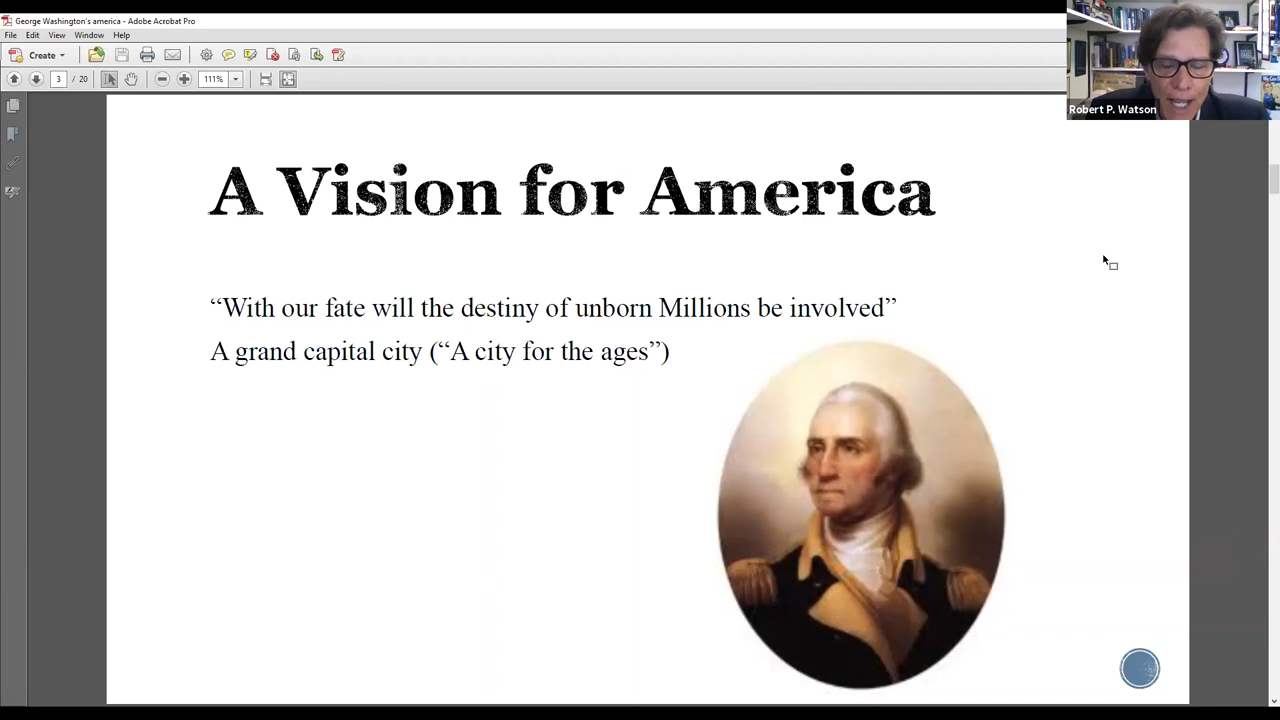 George Washington's america - Adobe Acrobat Pro
File Edit View Window Help
Create
3 / 20
111%
Robert P. Watson
A Vision for America
“With our fate will the destiny of unborn Millions be involved”
A grand capital city (“A city for the ages”)